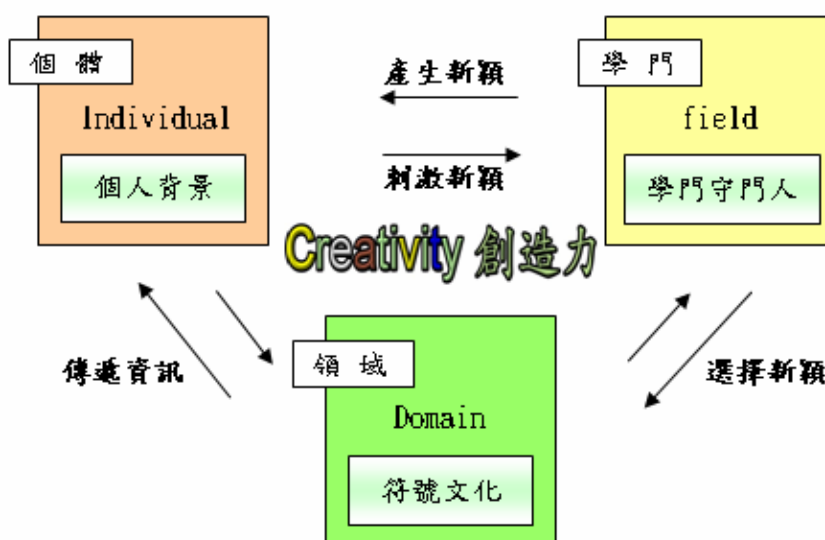 個體
Individual
個人背景
產生新穎
刺激新穎
學門
field
學門守門人
Creativity 創造力
傳遞資訊
領域
Domain
符號文化
選擇新穎